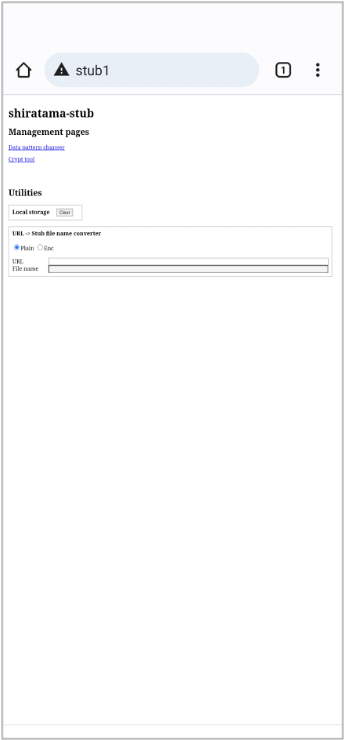 stub1
1
shiratama-stub
Management pages
Data pattern changer
Crypt tool
Utilities
Local storage Clear
URL -> Stub file name converter
Plain Enc
URL
File name